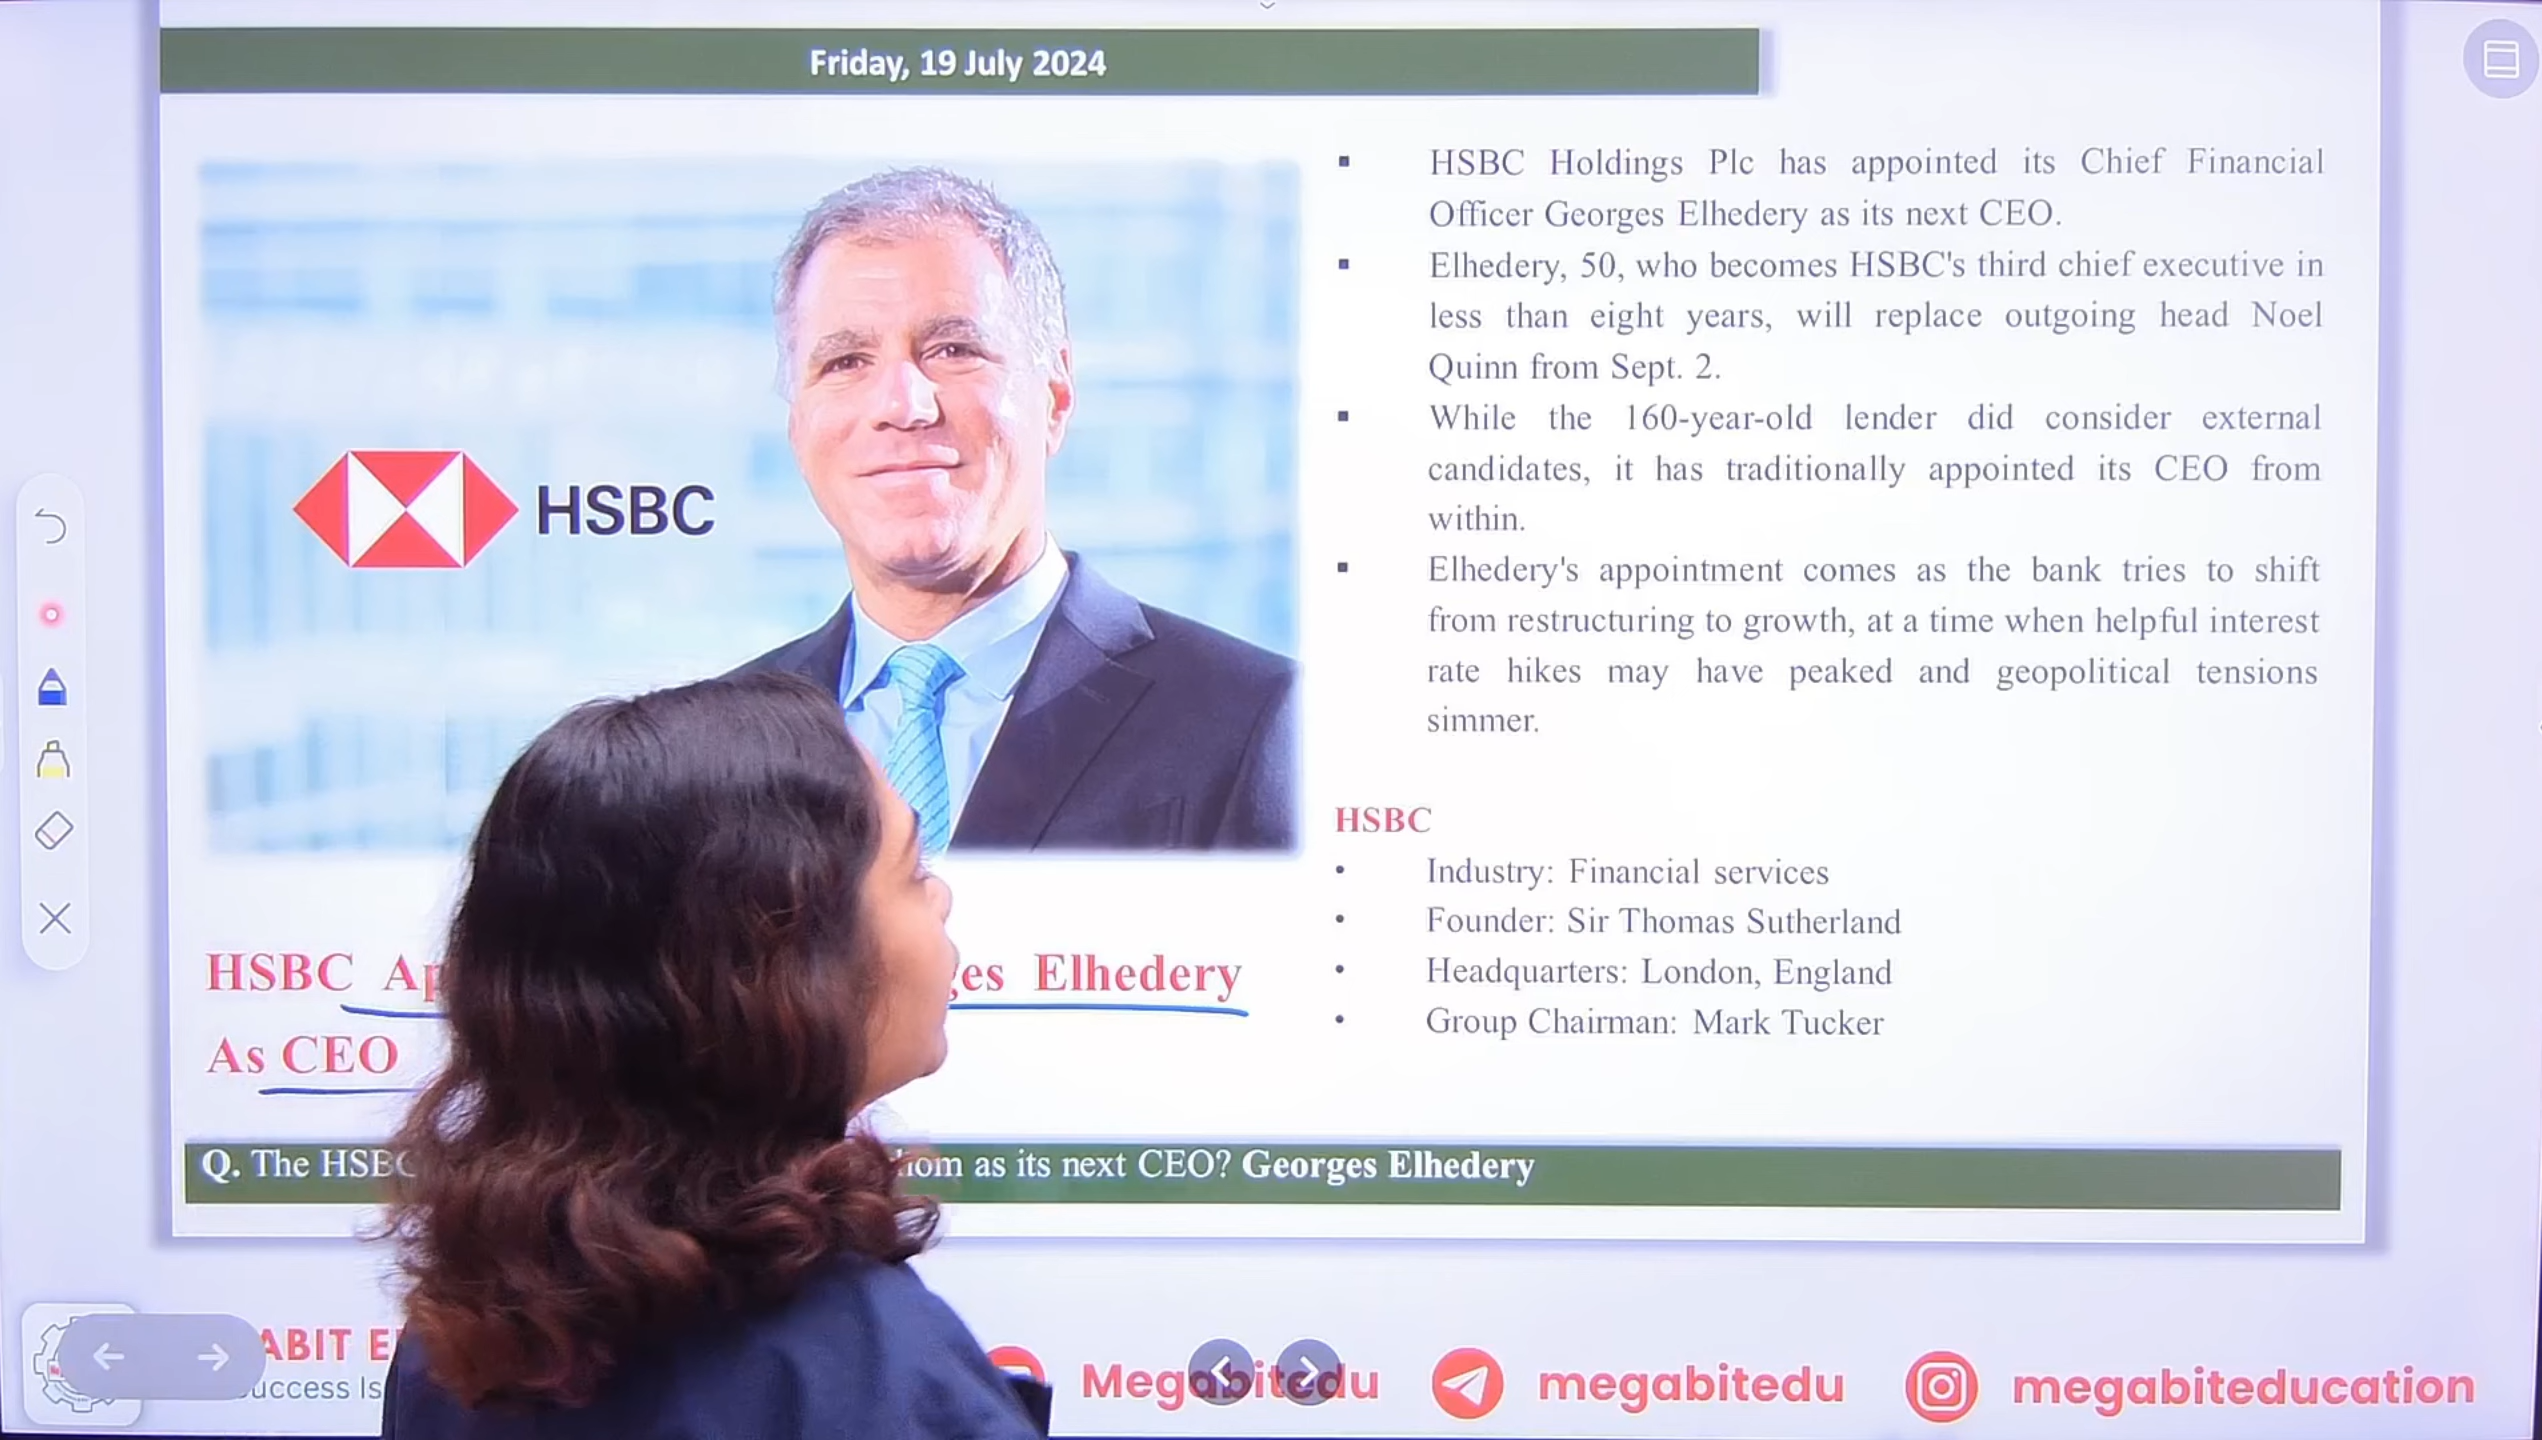 Friday, 19 July 2024
HSBC
HSBC Holdings Plc has appointed its Chief Financial
Officer Georges Elhedery as its next CEO.
Elhedery, 50, who becomes HSBC's third chief executive in
less than eight years, will replace outgoing head Noel
Quinn from Sept. 2.
While the 160-year-old lender did consider external
candidates, it has traditionally appointed its CEO from
within.
Elhedery's appointment comes as the bank tries to shift
from restructuring to growth, at a time when helpful interest
rate hikes may have peaked and geopolitical tensions
simmer.
HSBC
• Industry: Financial services
• Founder: Sir Thomas Sutherland
• Headquarters: London, England
• Group Chairman: Mark Tucker
HSBC Elhedery
As CEO
Q. The as its next CEO? Georges Elhedery
Is
Megabitedu
megabitedu
megabiteducation